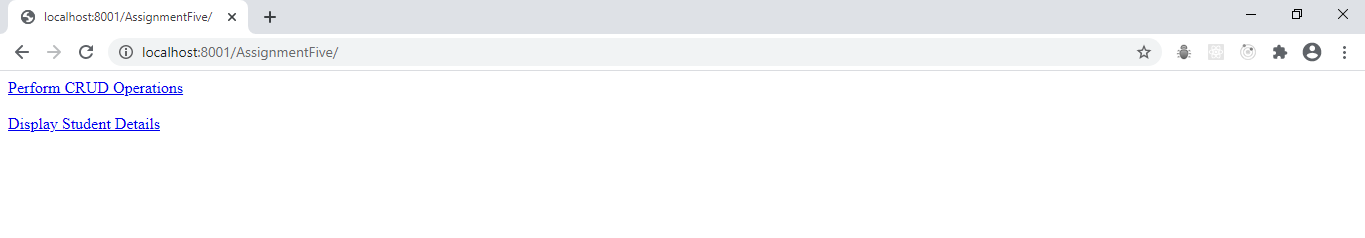 localhost:8001/AssignmentFive/
localhost:8001/AssignmentFive/
Perform CRUD Operations
Display Student Details